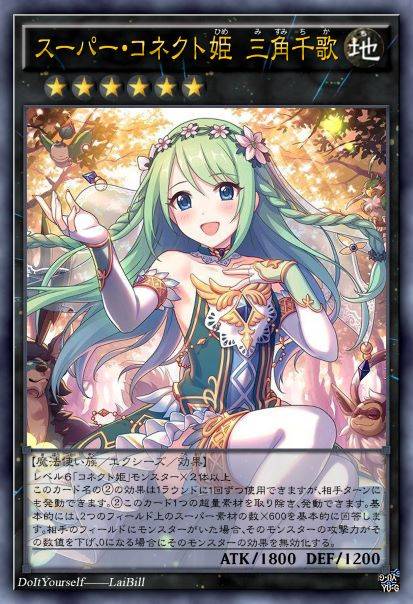 スーパー・コネクト姫 三角千歌
ひめ み すみ ち か
地
【魔法使い族／エクシーズ／効果】
レベル6「コネクト姫」モンスター×2体以上
このカード名の②の効果は1ラウンドに1回ずつ使用できますが、相手ターンに
も発動できます。②このカード1つの超量素材を取り除き、発動できます。基
本的には、2つのフィールド上のスーパー素材の数×600を基本的に回答しま
す。相手のフィールドにモンスターがいた場合、そのモンスターの攻撃力がそ
の数値を下げ、0になる場合にそのモンスターの効果を無効化する。
ATK/1800 DEF/1200
DoItYourself——LaiBill